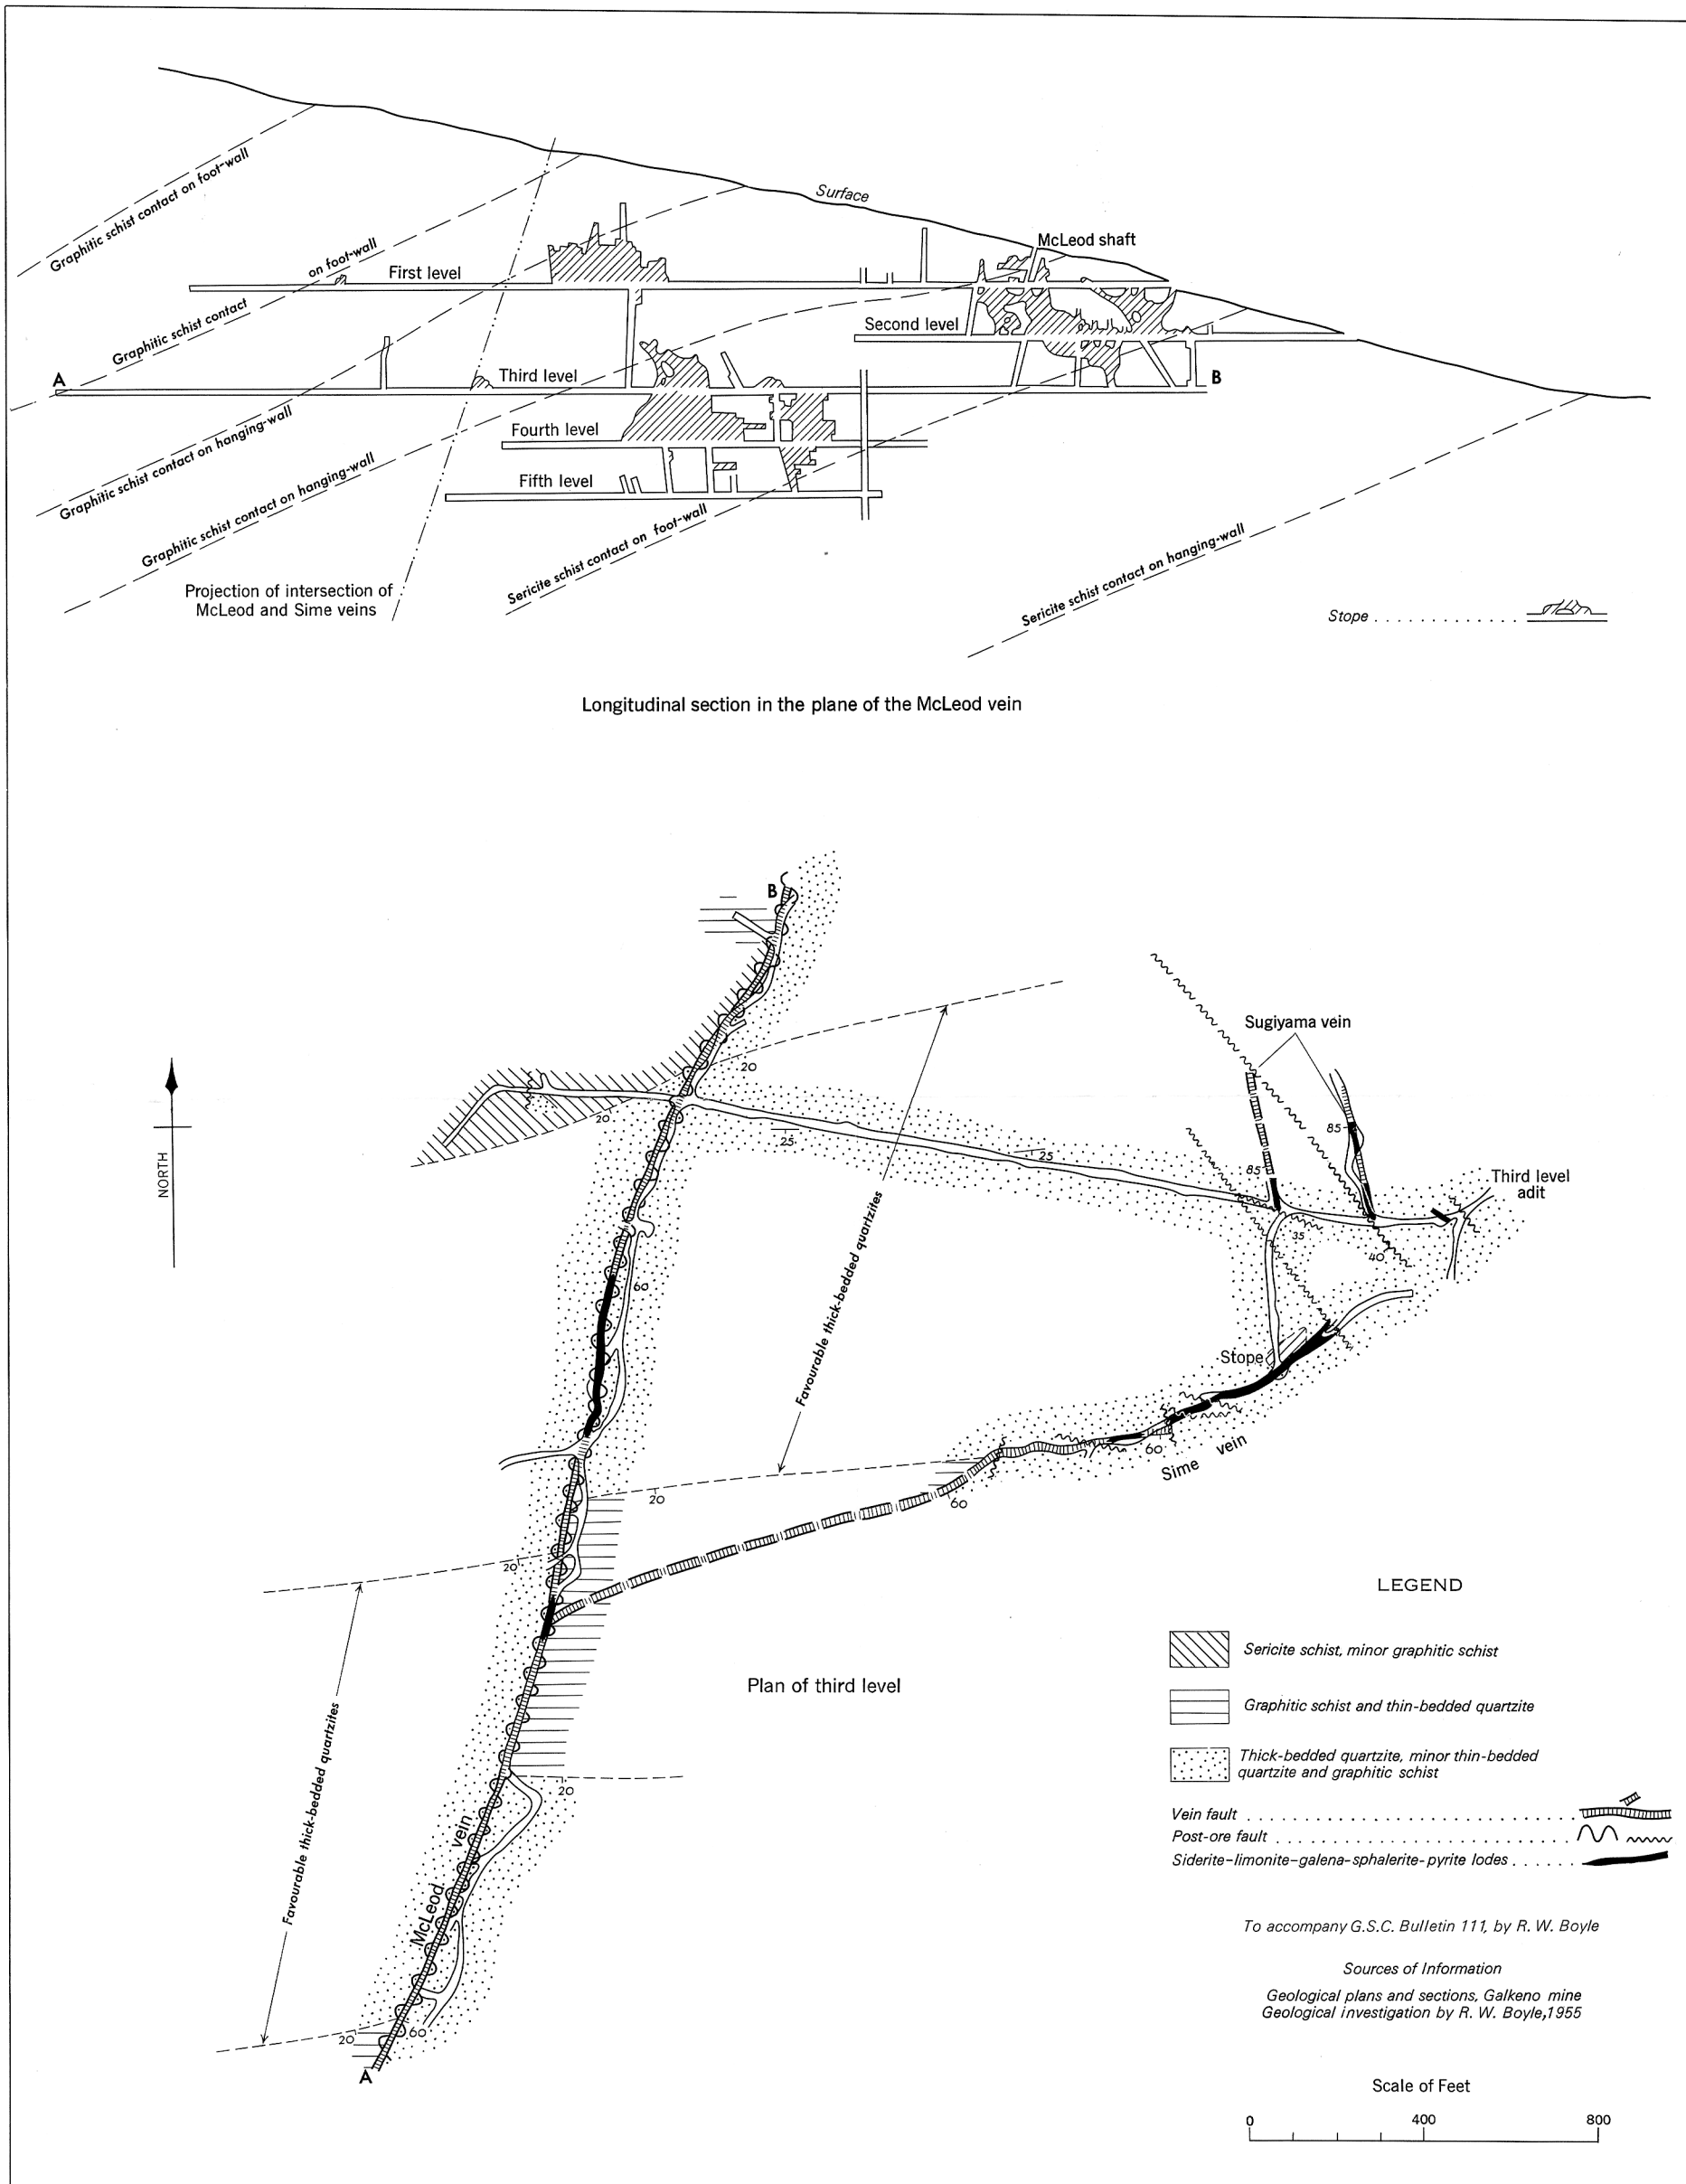 Surface
McLeod shaft
Graphitic schist contact on foot-wall
Graphitic schist contact
on foot-wall
First level
Second level
A
Third level
B
Fourth level
Fifth level
Graphitic schist contact on hanging-wall
Graphitic schist contact on hanging-wall
Sericite schist contact on foot-wall
Sericite schist contact on hanging-wall
Projection of intersection of
McLeod and Sime veins
Stope
Longitudinal section in the plane of the McLeod vein
B
Sugiyama vein
NORTH
20
20
25
25
85
85
Third level
adit
35
40
60
Favourable thick-bedded quartzites
Stope
60
Sime vein
20
60
20
Favourable thick-bedded quartzites
Plan of third level
20
McLeod vein
20
60
A
LEGEND
Sericite schist, minor graphitic schist
Graphitic schist and thin-bedded quartzite
Thick-bedded quartzite, minor thin-bedded
quartzite and graphitic schist
Vein fault
Post-ore fault
Siderite-limonite-galena-sphalerite-pyrite lodes
To accompany G.S.C. Bulletin 111, by R. W. Boyle
Sources of Information
Geological plans and sections, Galkeno mine
Geological investigation by R. W. Boyle, 1955
Scale of Feet
0 400 800